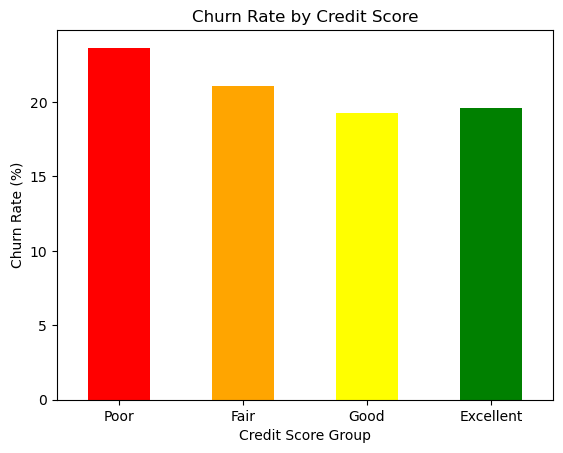 Churn Rate by Credit Score
Churn Rate (%)
20
15
10
5
0
Poor Fair Good Excellent
Credit Score Group